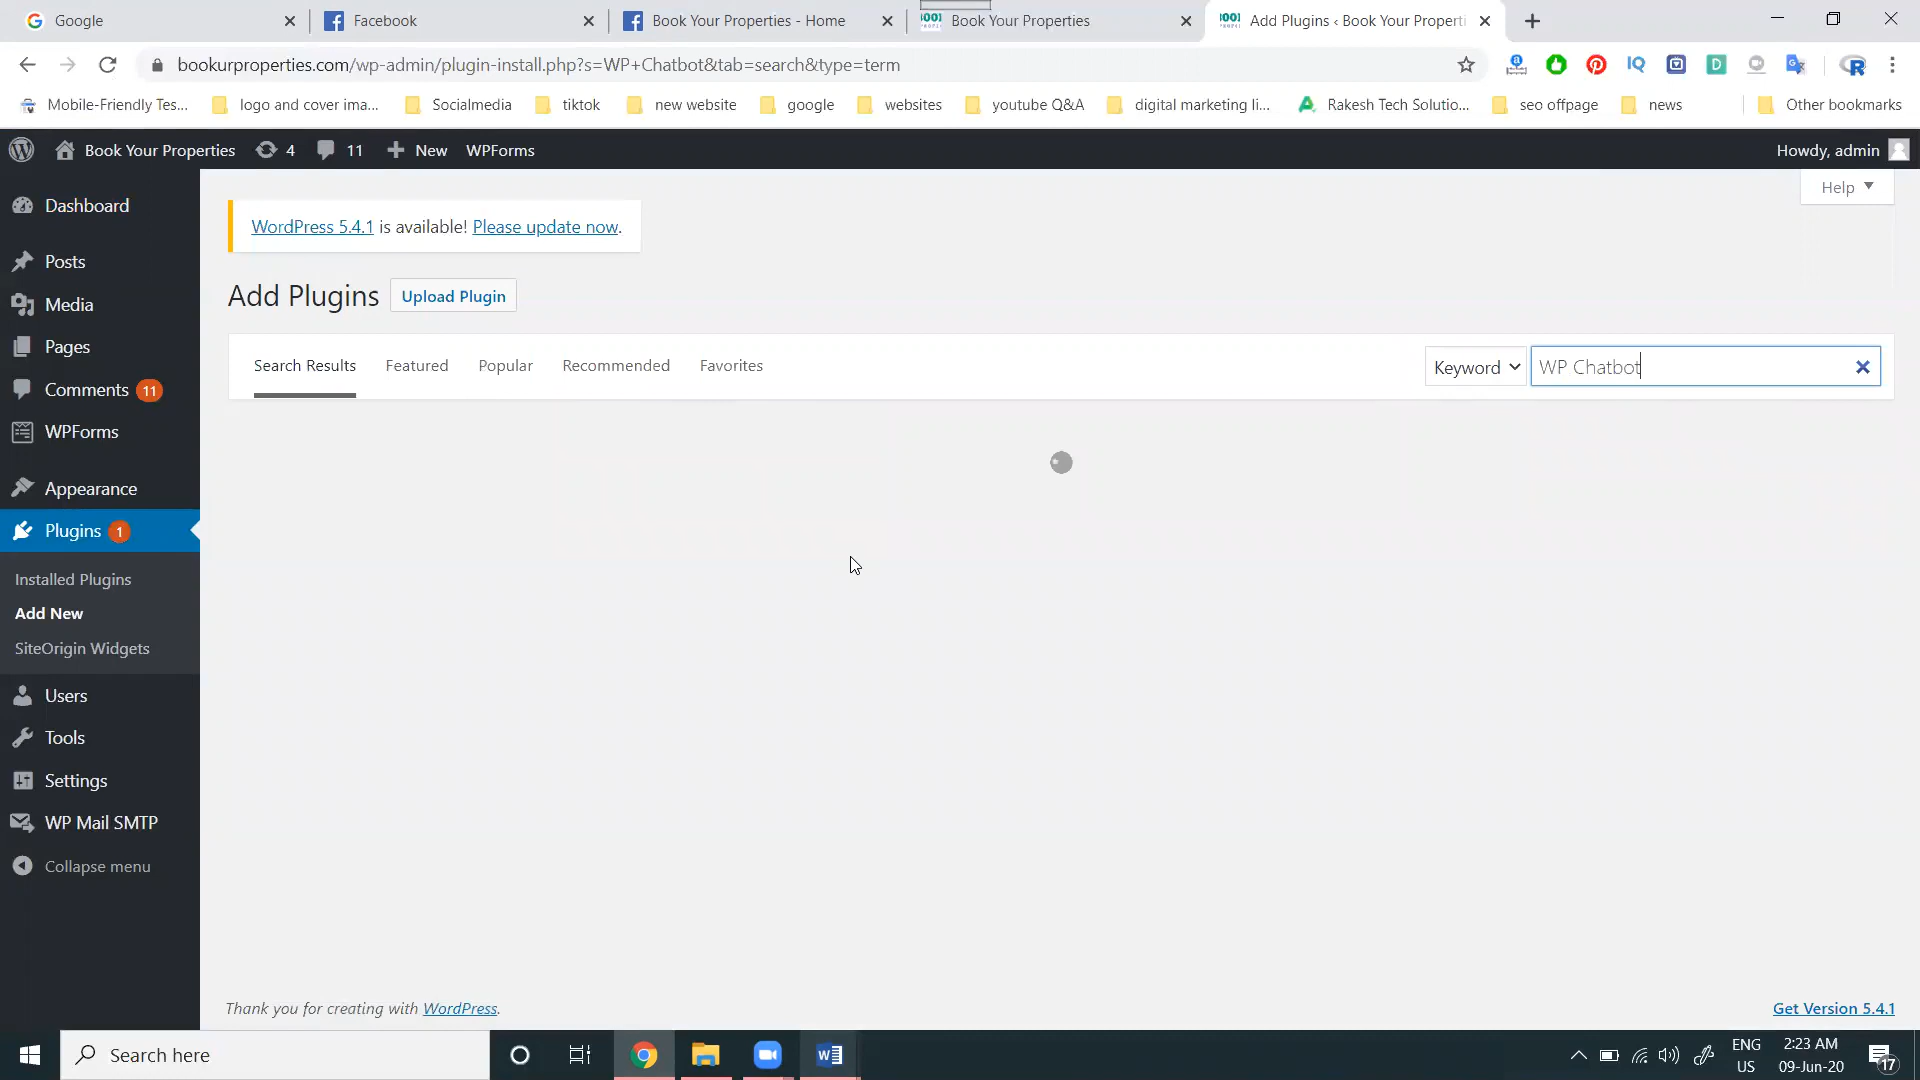 Google
Facebook
Book Your Properties - Home
Book Your Properties
Add Plugins ‹ Book Your Properti
bookurproperties.com/wp-admin/plugin-install.php?s=WP+Chatbot&tab=search&type=term
Mobile-Friendly Tes...
logo and cover ima...
Socialmedia
tiktok
new website
google
websites
youtube Q&A
digital marketing li...
Rakesh Tech Solutio...
seo offpage
news
Other bookmarks
Book Your Properties
4
11
New
WPForms
Howdy, admin
Help
Dashboard
Posts
Media
Pages
Comments 11
WPForms
Appearance
Plugins 1
Installed Plugins
Add New
SiteOrigin Widgets
Users
Tools
Settings
WP Mail SMTP
Collapse menu
WordPress 5.4.1 is available! Please update now.
Add Plugins
Upload Plugin
Search Results
Featured
Popular
Recommended
Favorites
Keyword
WP Chatbot
Thank you for creating with WordPress.
Get Version 5.4.1
Search here
ENG
US
2:23 AM
09-Jun-20
17